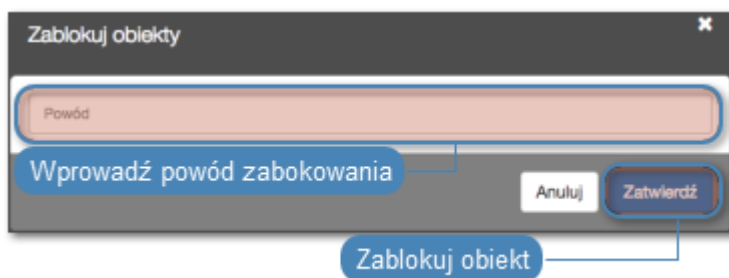 Zablokuj obiekty
Powód
Wprowadź powód zabokowania
Anuluj
Zatwierdź
Zablokuj obiekt